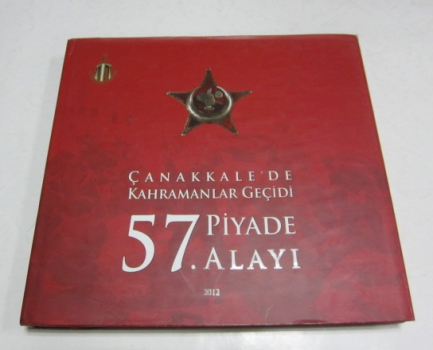 ÇANAKKALE'DE
KAHRAMANLAR GEÇİDİ
57. PİYADE
ALAYI
2012